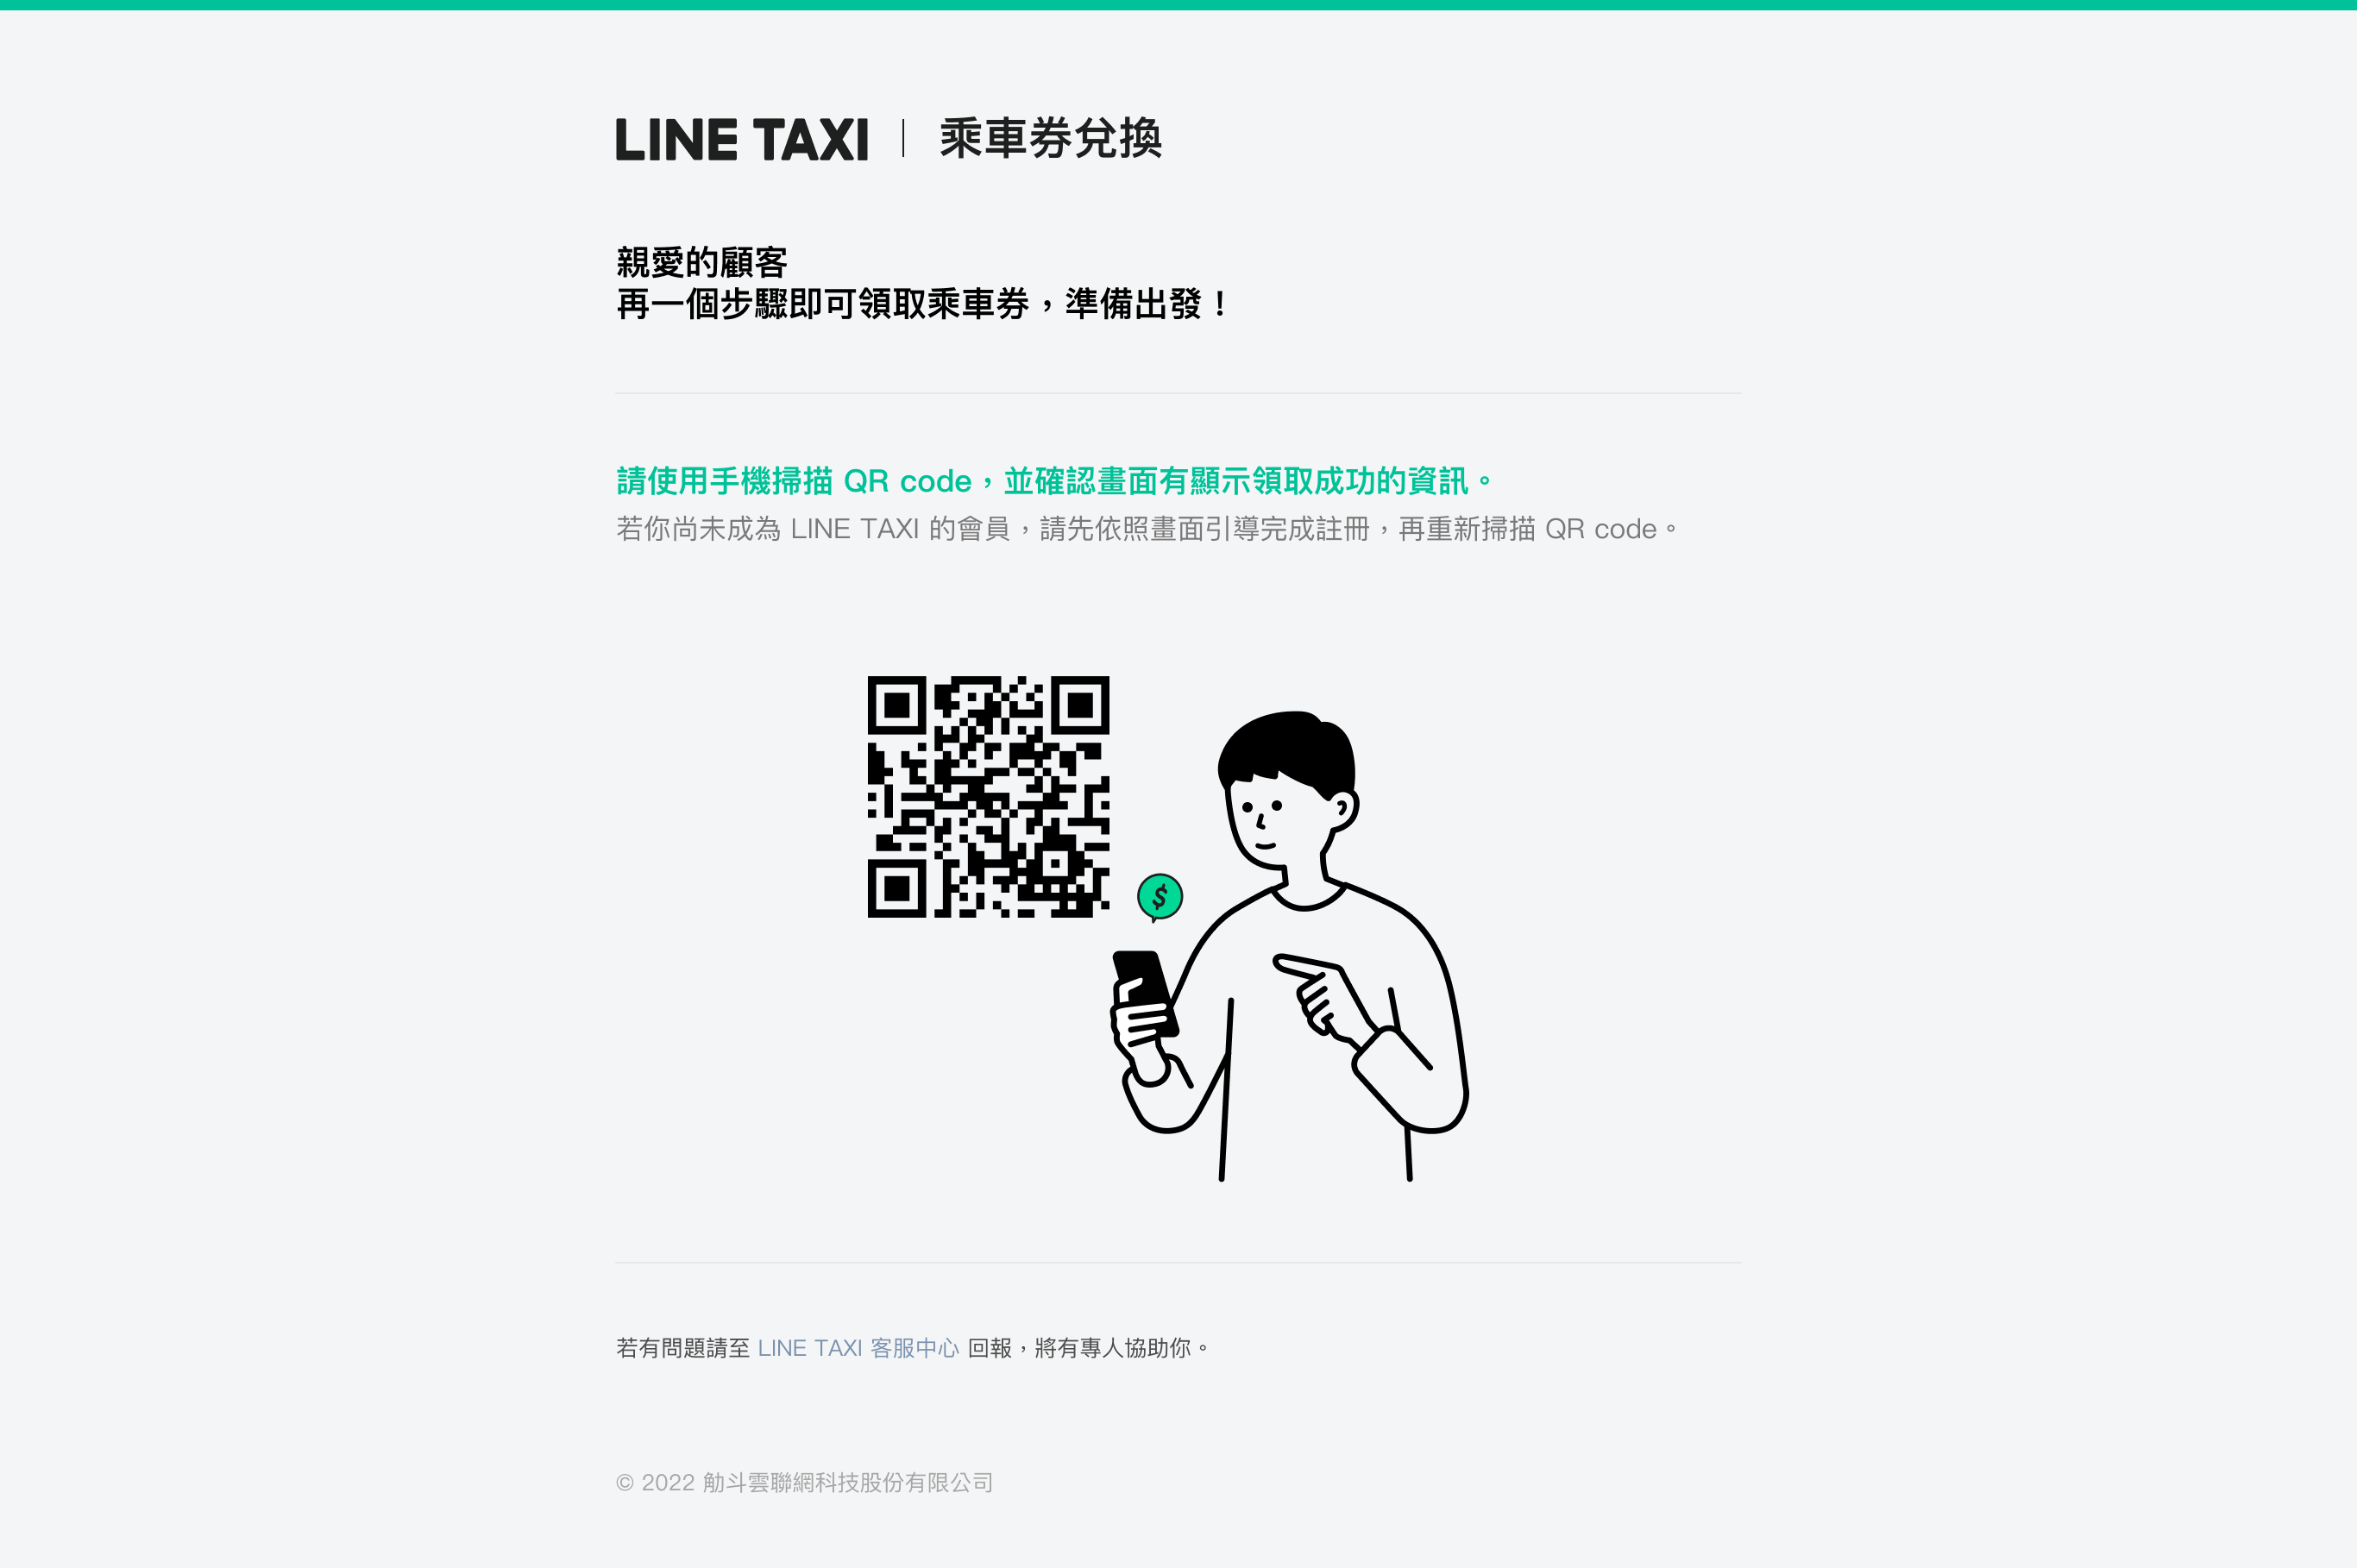 LINE TAXI | 乘車券兌換
親愛的顧客
再一個步驟即可領取乘車券，準備出發！
請使用手機掃描 QR code，並確認畫面有顯示領取成功的資訊。
若你尚未成為 LINE TAXI 的會員，請先依照畫面引導完成註冊，再重新掃描 QR code。
$
若有問題請至 LINE TAXI 客服中心 回報，將有專人協助你。
© 2022 觔斗雲聯網科技股份有限公司